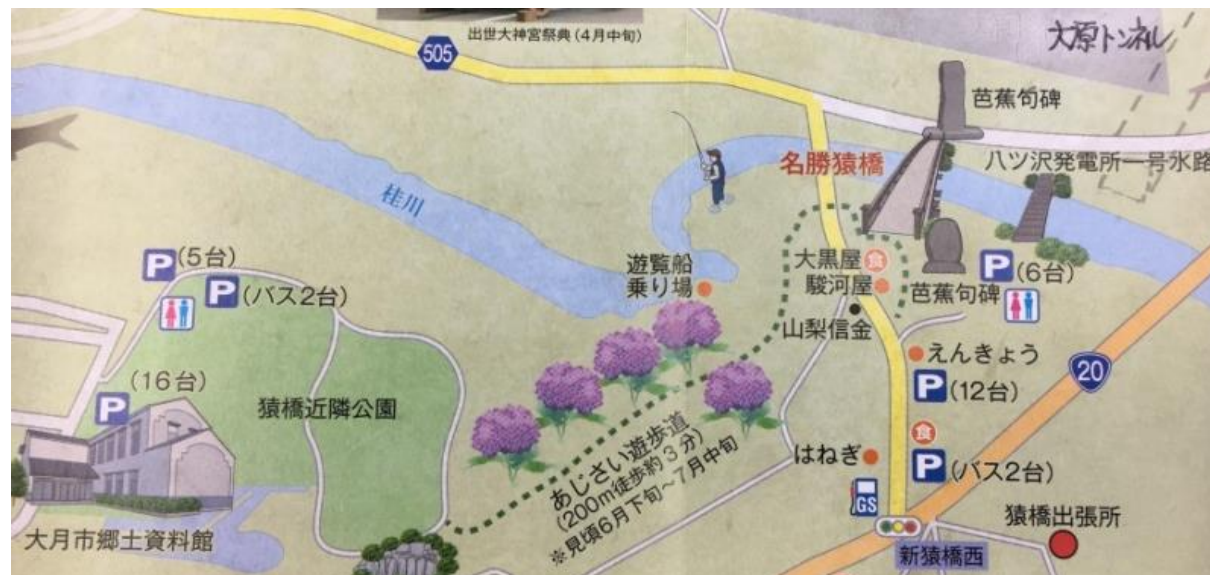 出世大神宮祭典(4月中旬)
505
大原トンネル
芭蕉句碑
名勝猿橋
八ツ沢発電所一号水路
桂川
P(5台)
P(バス2台)
遊覧船
乗り場
大黒屋 食
駿河屋
芭蕉句碑
P(6台)
山梨信金
えんきょう
P(12台)
20
(16台)
P
猿橋近隣公園
あじさい遊歩道
(200m徒歩約3分)
※見頃6月下旬~7月中旬
食
はねぎ
P(バス2台)
GS
猿橋出張所
新猿橋西
大月市郷土資料館